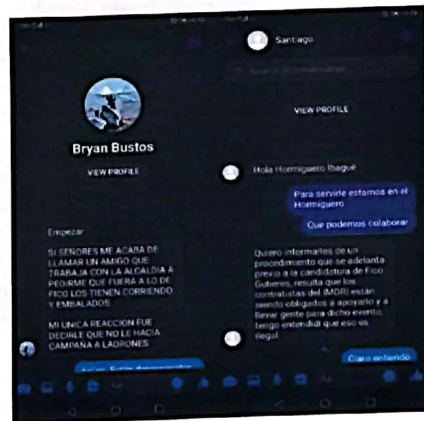 Bryan Bustos
VIEW PROFILE
Empezar
SI SEÑORES ME ACABA DE
LLAMAR UN AMIGO QUE
TRABAJA CON LA ALCALDIA A
PEDIRME QUE FUERA A LO DE
FICO LOS TIENEN CORRIENDO
Y EMBALADOS
MI UNICA REACCION FUE
DECIRLE QUE NO LE HACIA
CAMPAÑA A LADRONES
Santiago
VIEW PROFILE
Hola Hormiguero Ibagué
Para servirle estamos en el
Hormiguero
Que podemos colaborar
Quiero informarles de un
procedimiento que se adelanta
previo a la candidatura de Fico
Gutieres, resulta que los
contratistas del IMDRI están
siendo obligados a apoyarlo y a
llevar gente para dicho evento,
tengo entendidi que eso es
ilegal
Claro entiendo